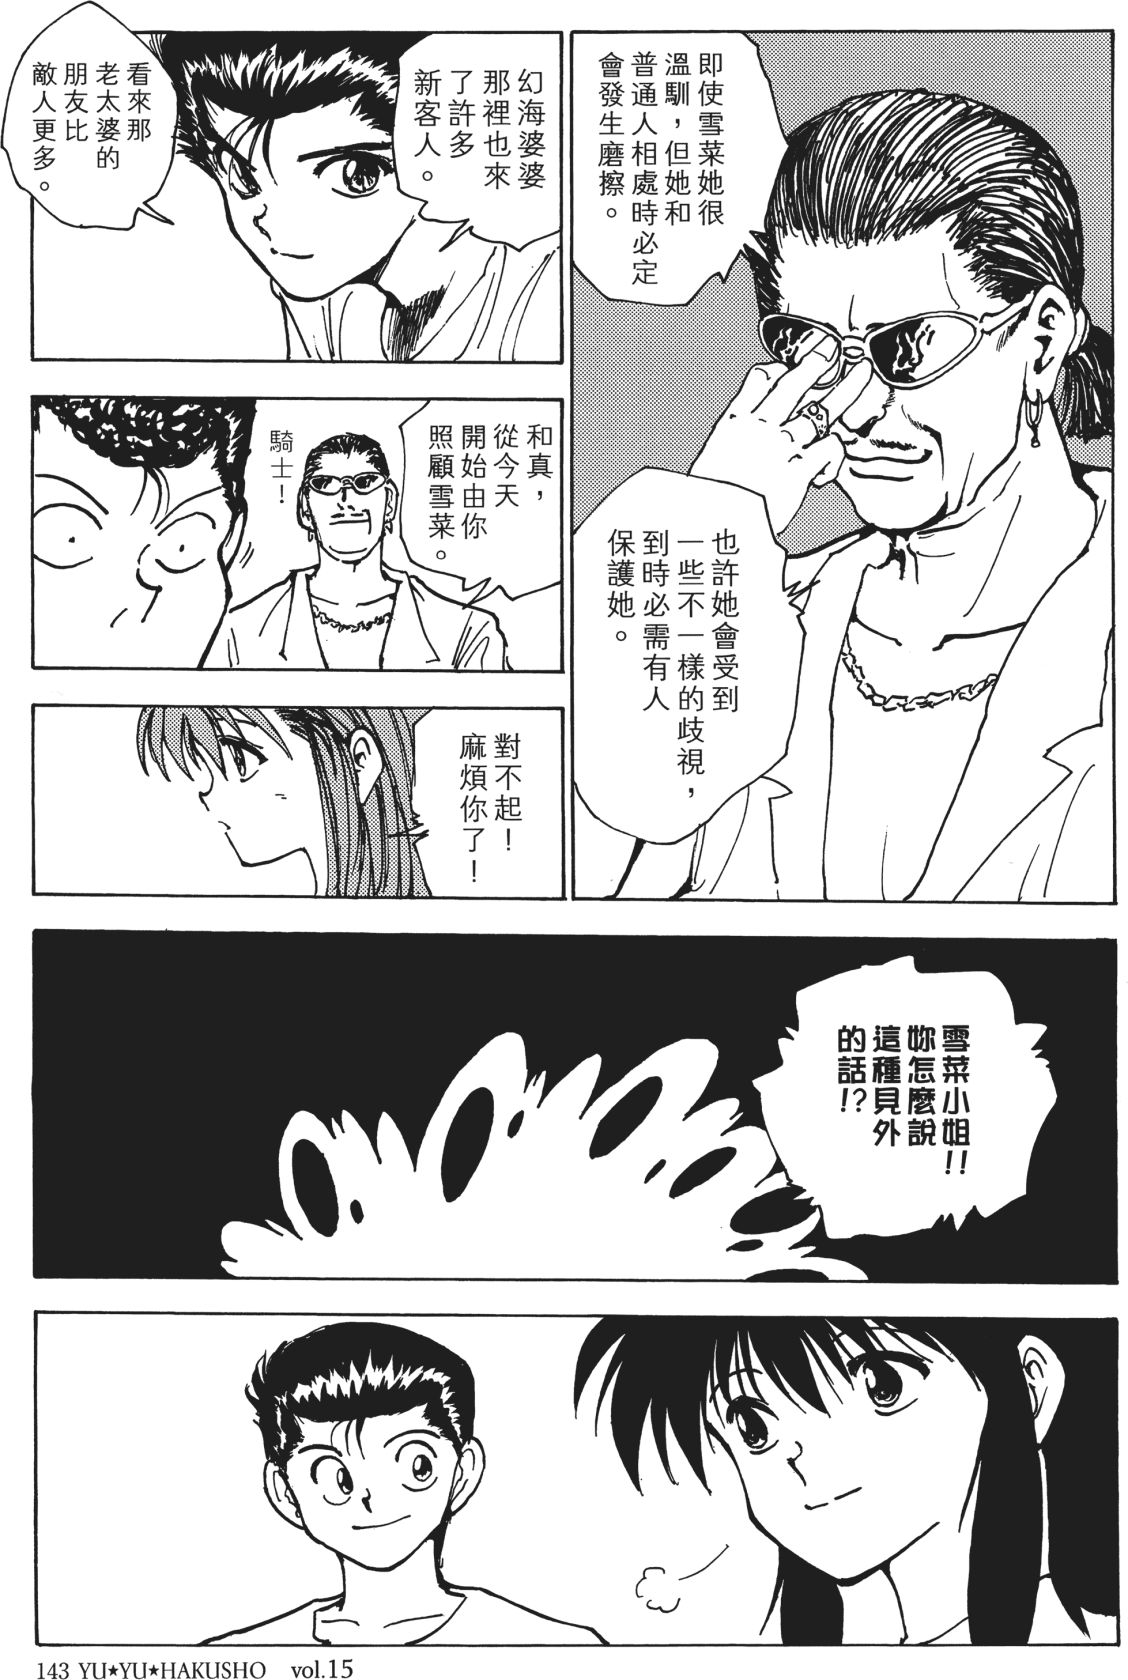 即使雪菜她很
溫馴，但她和
普通人相處時必定
會發生磨擦。
也許她會受到
一些不一樣的歧視，
到時必需有人
保護她。
幻海婆婆
那裡也來
了許多
新客人。
看來那
老太婆的
朋友比
敵人更多。
和真，
從今天
開始由你
照顧雪菜。
騎士！
對不起！
麻煩你了！
雪菜小姐!!
妳怎麼說
這種見外
的話!?
143 YU★YU★HAKUSHO vol.15